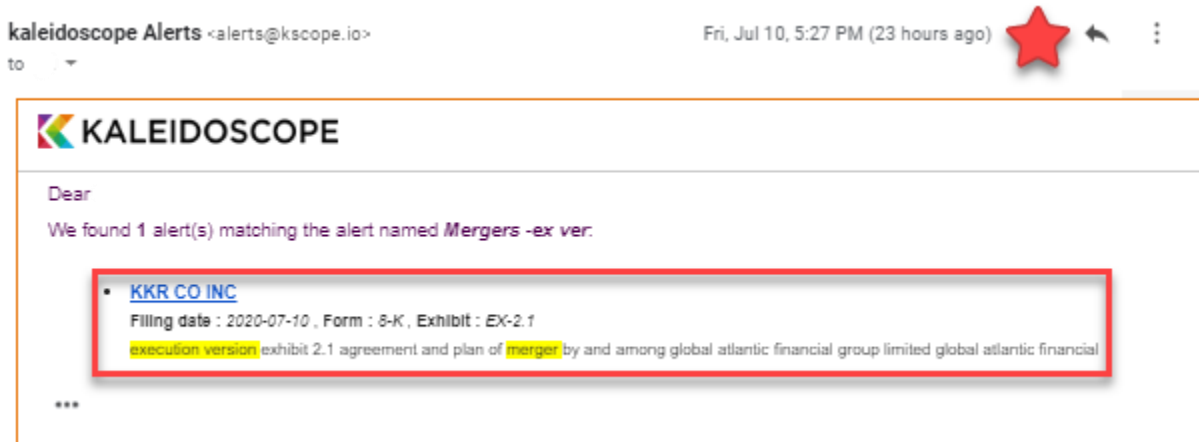 kaleidoscope Alerts <alerts@kscope.io>
Fri, Jul 10, 5:27 PM (23 hours ago)
to
KALEIDOSCOPE
Dear
We found 1 alert(s) matching the alert named Mergers -ex ver:
• KKR CO INC
Filing date : 2020-07-10 , Form : 8-K , Exhibit : EX-2.1
execution version exhibit 2.1 agreement and plan of merger by and among global atlantic financial group limited global atlantic financial
•••